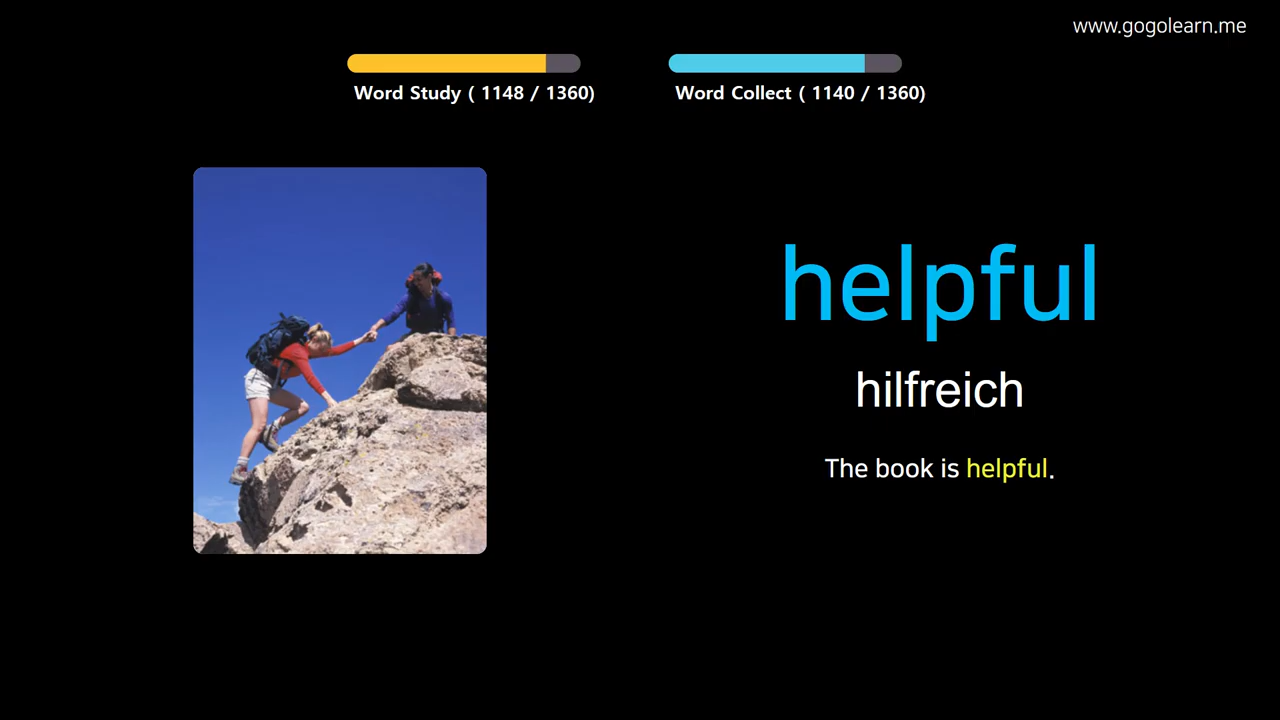 www.gogolearn.me
Word Study ( 1148 / 1360)
Word Collect ( 1140 / 1360)
helpful
hilfreich
The book is helpful.